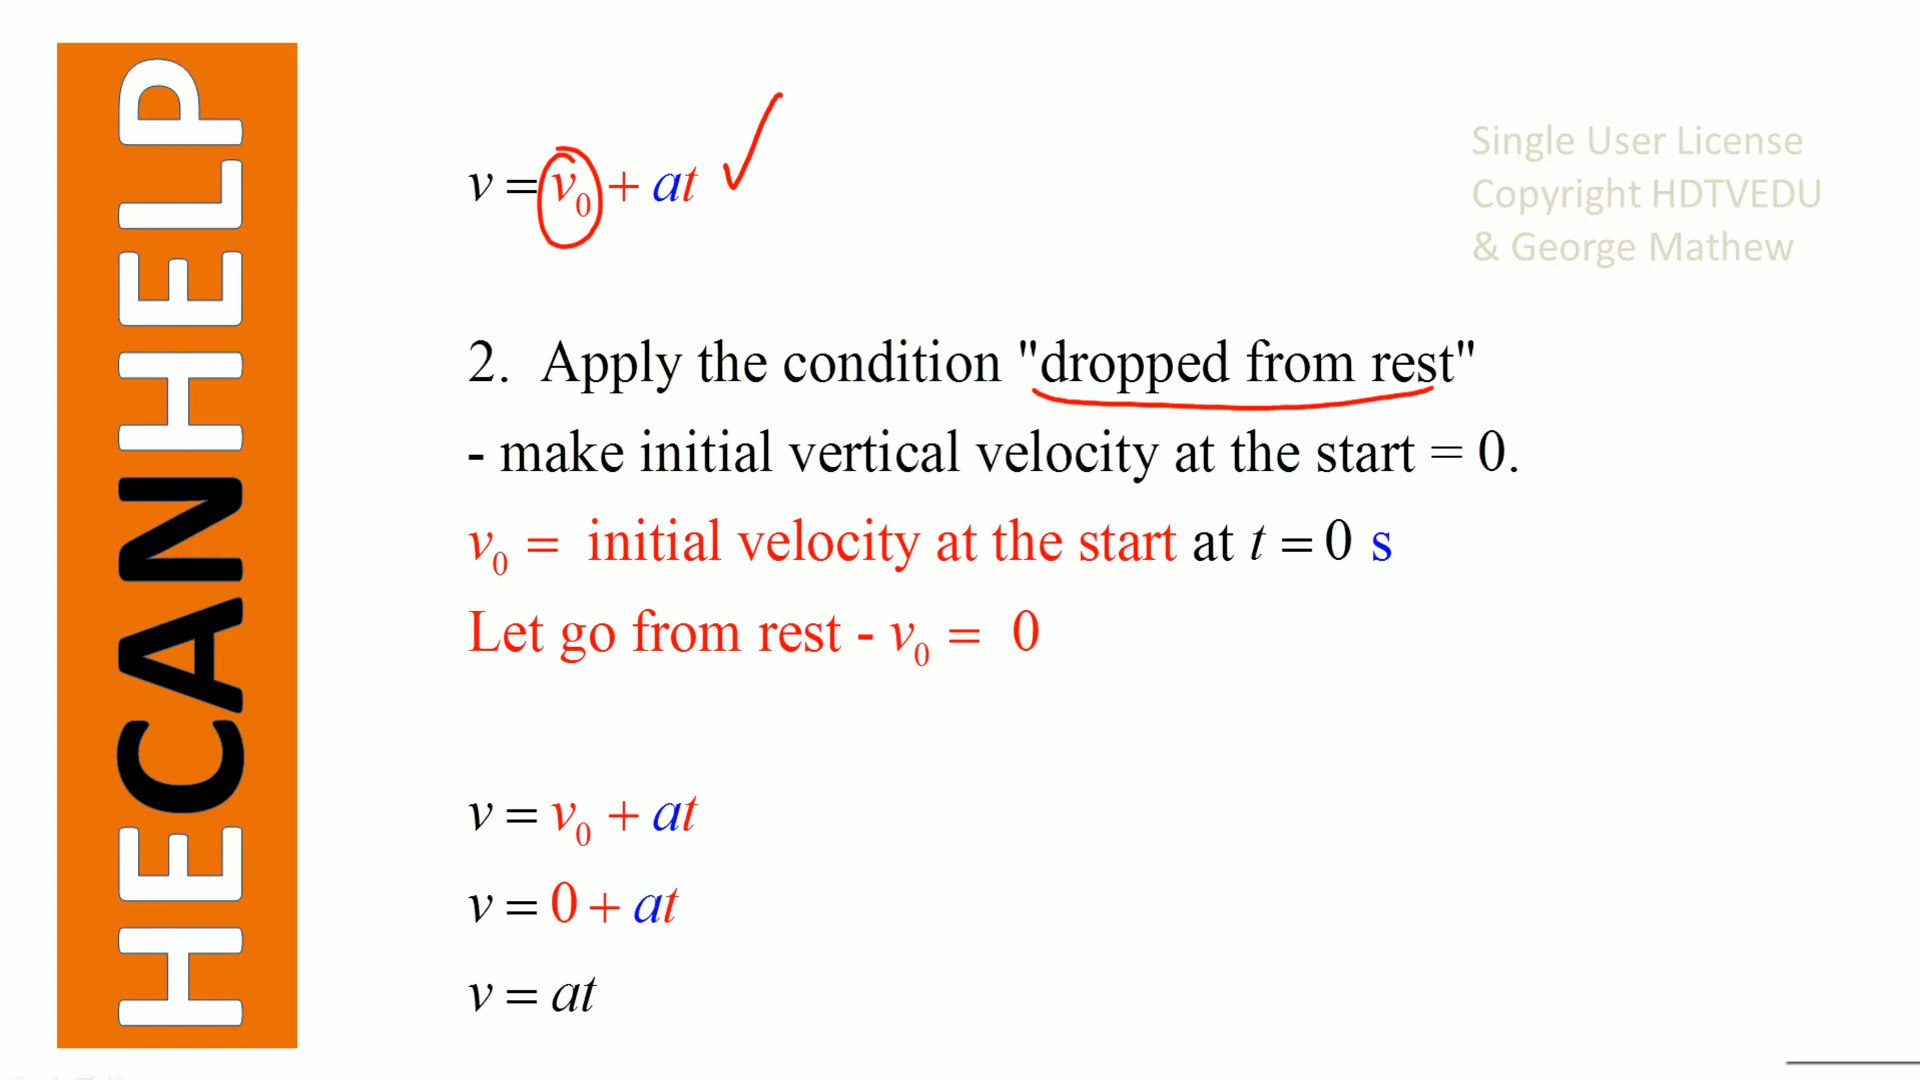 HECANHELP
v = v₀ + at
Single User License
Copyright HDTVEDU
& George Mathew
2. Apply the condition "dropped from rest"
- make initial vertical velocity at the start = 0.
v₀ = initial velocity at the start at t = 0 s
Let go from rest - v₀ = 0
v = v₀ + at
v = 0 + at
v = at